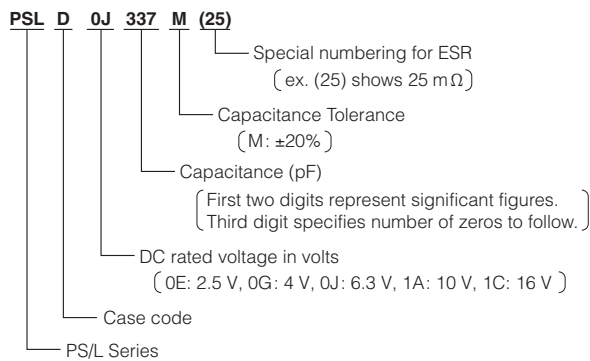 PSL D 0J 337 M (25)
Special numbering for ESR
( ex. (25) shows 25 mΩ )
Capacitance Tolerance
( M: ±20% )
Capacitance (pF)
First two digits represent significant figures.
Third digit specifies number of zeros to follow.
DC rated voltage in volts
( 0E: 2.5 V, 0G: 4 V, 0J: 6.3 V, 1A: 10 V, 1C: 16 V )
Case code
PS/L Series